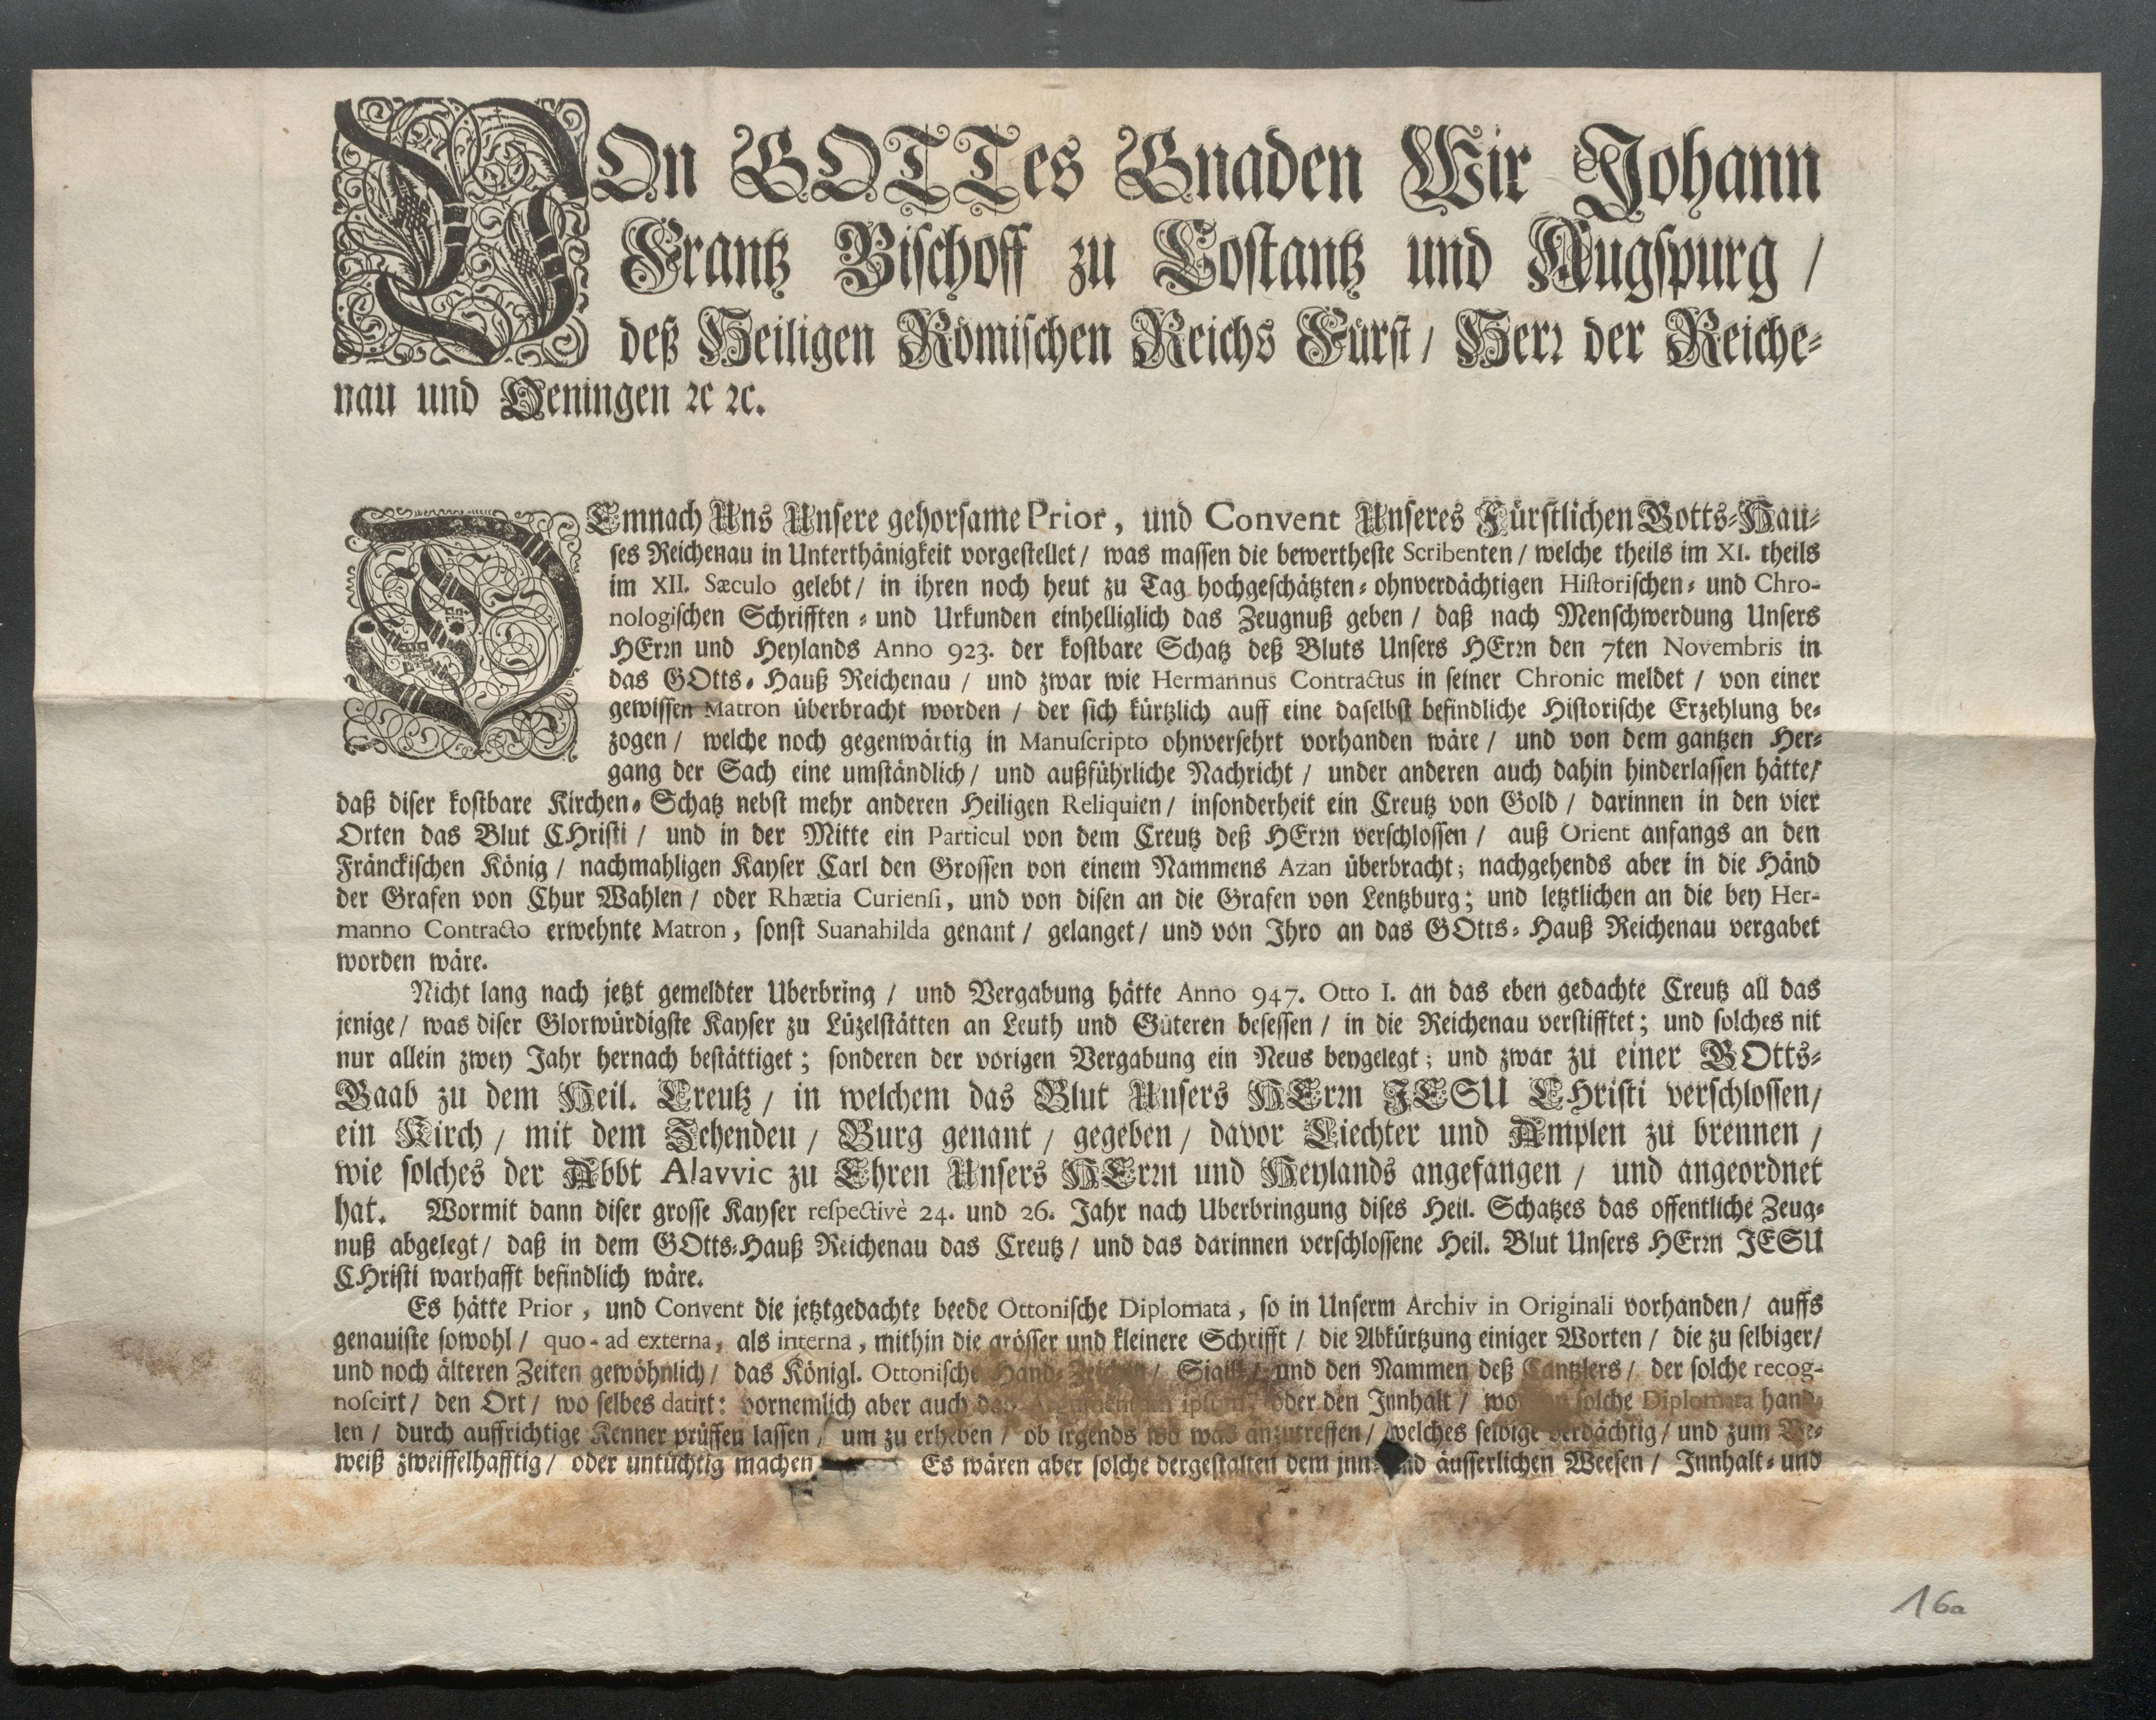 VOn GOTTes Gnaden Wir Johann
Frantz Bischoff zu Costantz und Augspurg /
deß Heiligen Römischen Reichs Fürst / Herr der Reiche-
nau und Oeningen ꝛc ꝛc.
DEmnach Uns Unsere gehorsame Prior, und Convent Unseres Fürstlichen Gotts-Hau-
ses Reichenau in Unterthänigkeit vorgestellet / was massen die bewertheste Scribenten / welche theils im XI. theils
im XII. Sæculo gelebt / in ihren noch heut zu Tag hochgeschätzten- ohnverdächtigen Historischen- und Chro-
nologischen Schrifften- und Urkunden einhelliglich das Zeugnuß geben / daß nach Menschwerdung Unsers
HErrn und Heylands Anno 923. der kostbare Schatz deß Bluts Unsers HErrn den 7ten Novembris in
das GOtts- Hauß Reichenau / und zwar wie Hermannus Contractus in seiner Chronic meldet / von einer
gewissen Matron überbracht worden / der sich kürtzlich auff eine daselbst befindliche Historische Erzehlung be-
zogen / welche noch gegenwärtig in Manuscripto ohnversehrt vorhanden wäre / und von dem gantzen Her-
gang der Sach eine umständlich / und außführliche Nachricht / under anderen auch dahin hinderlassen hätte /
daß diser kostbare Kirchen- Schatz nebst mehr anderen Heiligen Reliquien / insonderheit ein Creutz von Gold / darinnen in den vier
Orten das Blut CHristi / und in der Mitte ein Particul von dem Creutz deß HErrn verschlossen / auß Orient anfangs an den
Fränckischen König / nachmahligen Kayser Carl den Grossen von einem Nammens Azan überbracht; nachgehends aber in die Händ
der Grafen von Chur Wahlen / oder Rhætia Curiensi, und von disen an die Grafen von Lentzburg; und letztlichen an die bey Her-
manno Contracto erwehnte Matron, sonst Suanahilda genant / gelanget / und von Ihro an das GOtts- Hauß Reichenau vergabet
worden wäre.
Nicht lang nach jetzt gemeldter Uberbring / und Vergabung hätte Anno 947. Otto I. an das eben gedachte Creutz all das
jenige / was diser Glorwürdigste Kayser zu Lüzelstätten an Leuth und Güteren besessen / in die Reichenau verstifftet; und solches nit
nur allein zwey Jahr hernach bestättiget; sonderen der vorigen Vergabung ein Neus beygelegt; und zwar zu einer GOtts-
Gaab zu dem Heil. Creutz / in welchem das Blut Unsers HErrn JESU CHristi verschlossen /
ein Kirch / mit dem Zehenden / Burg genant / gegeben / davor Liechter und Amplen zu brennen /
wie solches der Abbt Alavvic zu Ehren Unsers HErrn und Heylands angefangen / und angeordnet
hat. Wormit dann diser grosse Kayser respectivè 24. und 26. Jahr nach Uberbringung dises Heil. Schatzes das offentliche Zeug-
nuß abgelegt / daß in dem GOtts-Hauß Reichenau das Creutz / und das darinnen verschlossene Heil. Blut Unsers HErrn JESU
CHristi warhafft befindlich wäre.
Es hätte Prior, und Convent die jetztgedachte beede Ottonische Diplomata, so in Unserm Archiv in Originali vorhanden / auffs
genauiste sowohl / quo-ad externa, als interna, mithin die grösser und kleinere Schrifft / die Abkürtzung einiger Worten / die zu selbiger /
und noch älteren Zeiten gewöhnlich / das Königl. Ottonische Hand-Zeichen / Sigill / und den Nammen deß Cantzlers / der solche recog-
noscirt / den Ort / wo selbes datirt: vornemlich aber auch das Argumentum ipsum, oder den Innhalt / solche Diplomata hand-
len / durch auffrichtige Kenner prüffen lassen / um zu erheben / ob irgends wo was anzutreffen / welches selbige verdächtig / und zum Be-
weiß zweiffelhafftig / oder untüchtig machen Es wären aber solche dergestalten dem jnn- äusserlichen Weesen / Innhalt- und
16a